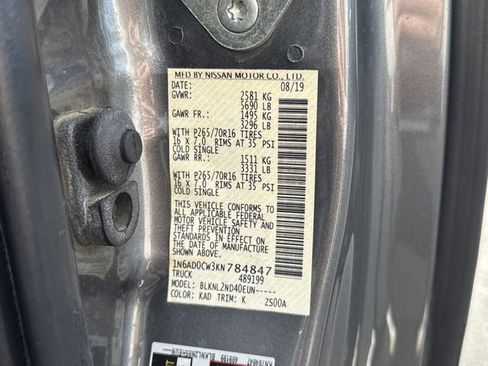 MFD BY NISSAN MOTOR CO., LTD.
DATE: 08/19
GVWR: 2581 KG
5690 LB
GAWR FR.: 1495 KG
3296 LB
WITH P265/70R16 TIRES
16 X 7.0 RIMS AT 35 PSI
COLD SINGLE
GAWR RR.: 1511 KG
3331 LB
WITH P265/70R16 TIRES
16 X 7.0 RIMS AT 35 PSI
COLD SINGLE
THIS VEHICLE CONFORMS TO
ALL APPLICABLE FEDERAL
MOTOR VEHICLE SAFETY
STANDARDS IN EFFECT ON
THE DATE OF MANUFACTURE
SHOWN ABOVE.
1N6AD0CW3KN784847
TRUCK 489199
MODEL: BLKNL2ND40EUN-----
COLOR: KAD TRIM: K ZS00A
KN784847 489199